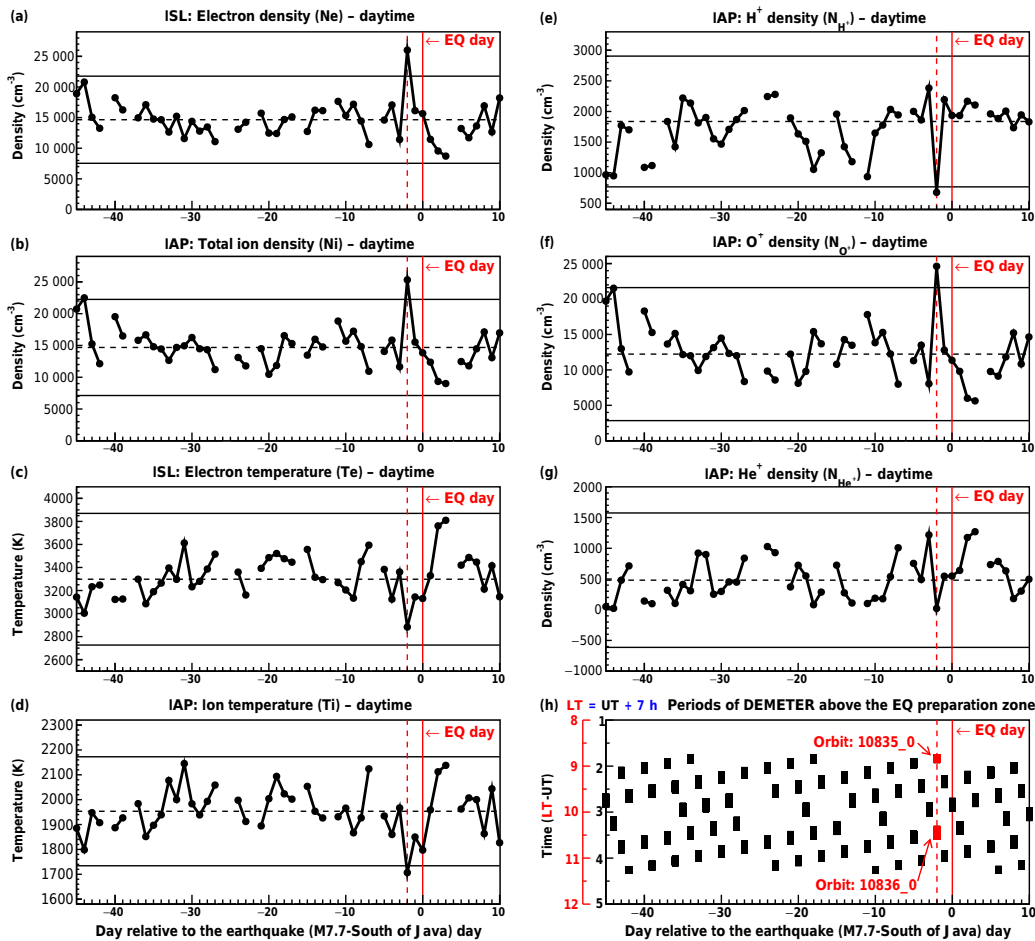 (a) ISL: Electron density (Ne) – daytime
← EQ day
Density (cm⁻³)
25 000
20 000
15 000
10 000
5000
0
−40 −30 −20 −10 0 10
(b) IAP: Total ion density (Ni) – daytime
← EQ day
Density (cm⁻³)
25 000
20 000
15 000
10 000
5000
0
−40 −30 −20 −10 0 10
(c) ISL: Electron temperature (Te) – daytime
← EQ day
Temperature (K)
4000
3800
3600
3400
3200
3000
2800
2600
−40 −30 −20 −10 0 10
(d) IAP: Ion temperature (Ti) – daytime
← EQ day
Temperature (K)
2300
2200
2100
2000
1900
1800
1700
1600
−40 −30 −20 −10 0 10
Day relative to the earthquake (M7.7-South of Java) day
(e) IAP: H⁺ density (N_H⁺) – daytime
← EQ day
Density (cm⁻³)
3000
2500
2000
1500
1000
500
−40 −30 −20 −10 0 10
(f) IAP: O⁺ density (N_O⁺) – daytime
← EQ day
Density (cm⁻³)
25 000
20 000
15 000
10 000
5000
0
−40 −30 −20 −10 0 10
(g) IAP: He⁺ density (N_He⁺) – daytime
← EQ day
Density (cm⁻³)
2000
1500
1000
500
0
−500
−1000
−40 −30 −20 −10 0 10
(h) LT = UT + 7 h Periods of DEMETER above the EQ preparation zone
← EQ day
Orbit: 10835_0
Orbit: 10836_0
Time (LT-UT)
8 1
9 2
10 3
11 4
12 5
−40 −30 −20 −10 0 10
Day relative to the earthquake (M7.7-South of Java) day